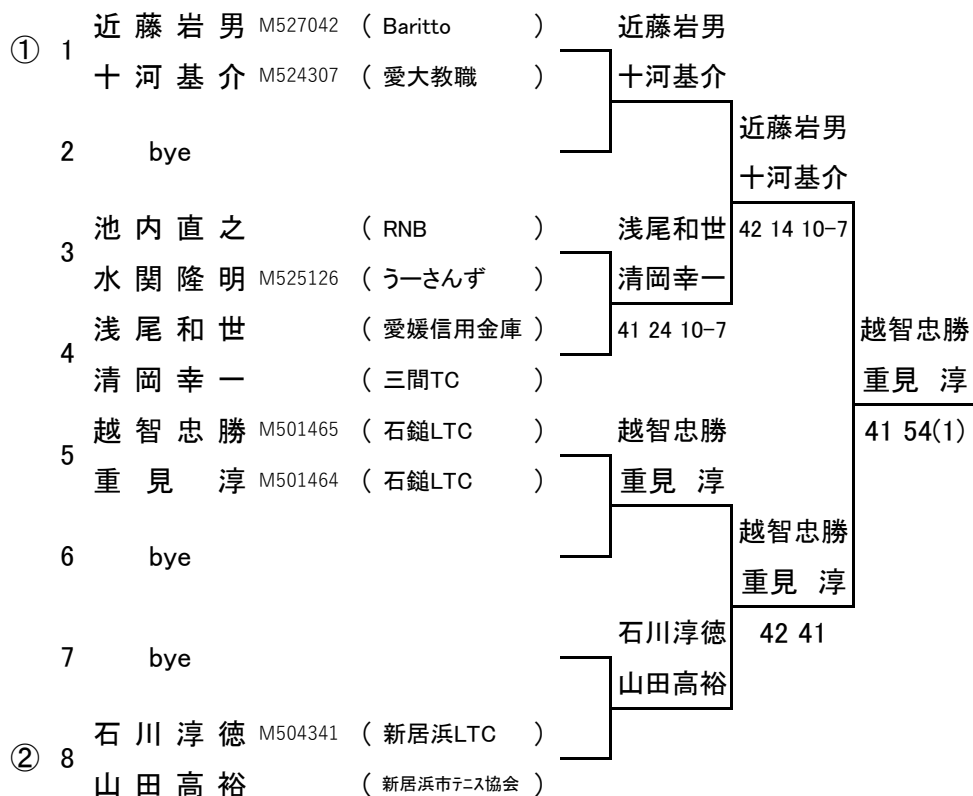 近 藤 岩 男 M527042 ( Baritto ) 近藤岩男
① 1
十 河 基 介 M524307 ( 愛大教職 ) 十河基介
近藤岩男
2 bye
十河基介
池 内 直 之 ( RNB ) 浅尾和世 42 14 10-7
3
水 関 隆 明 M525126 ( うーさんず ) 清岡幸一
浅 尾 和 世 ( 愛媛信用金庫 ) 41 24 10-7 越智忠勝
4
清 岡 幸 一 ( 三間TC ) 重見 淳
越 智 忠 勝 M501465 ( 石鎚LTC ) 越智忠勝 41 54(1)
5
重 見 淳 M501464 ( 石鎚LTC ) 重見 淳
越智忠勝
6 bye
重見 淳
石川淳徳 42 41
7 bye
山田高裕
石 川 淳 徳 M504341 ( 新居浜LTC )
② 8
山 田 高 裕 ( 新居浜市テニス協会 )